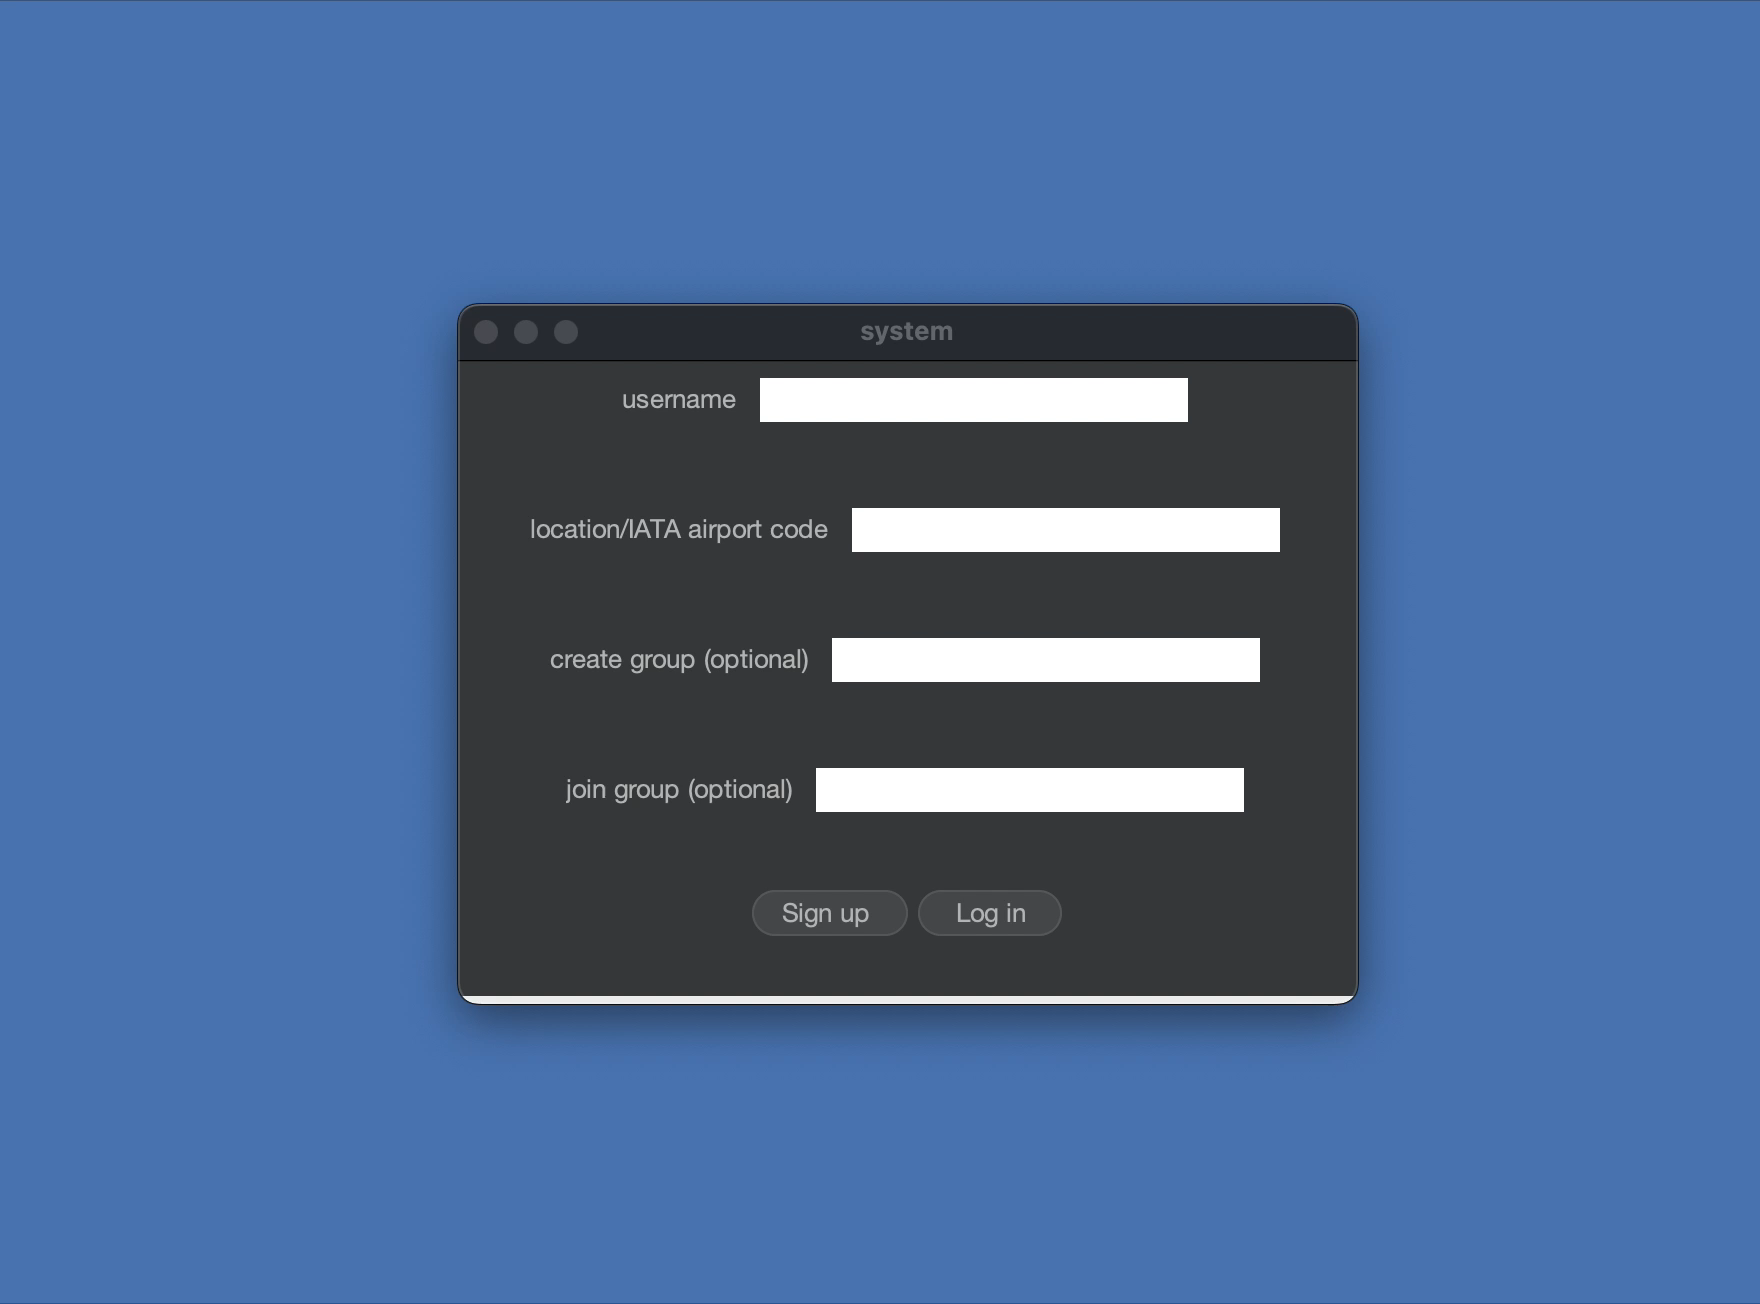 system
username
location/IATA airport code
create group (optional)
join group (optional)
Sign up Log in